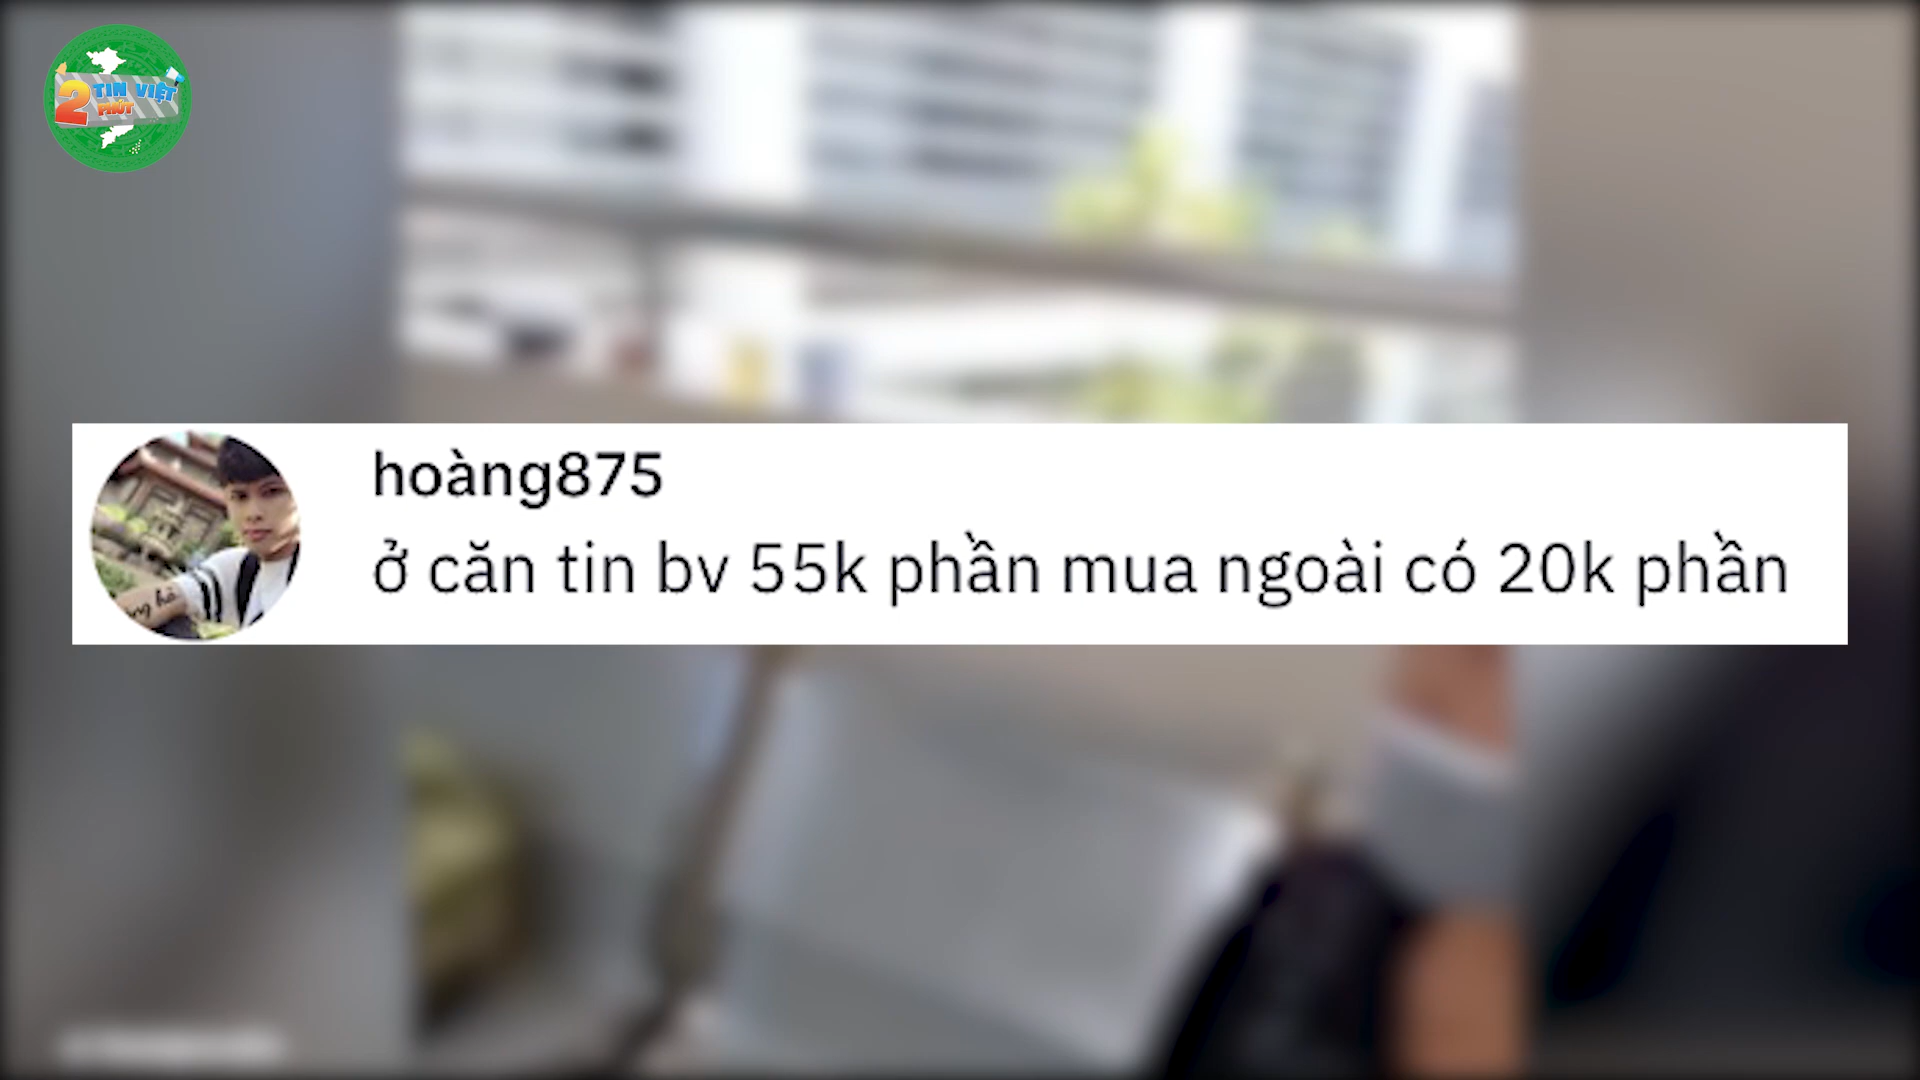 2 TIN VIỆT
PHÚT
hoàng875
ở căn tin bv 55k phần mua ngoài có 20k phần